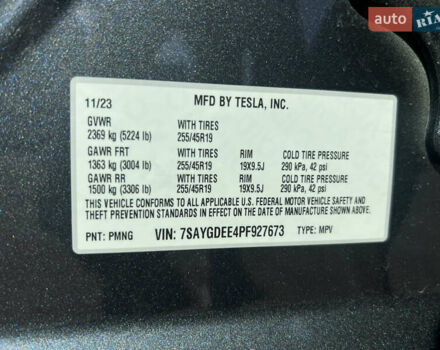 AUTO RIA
11/23 MFD BY TESLA, INC.
GVWR WITH TIRES
2369 kg (5224 lb) 255/45R19
GAWR FRT WITH TIRES RIM COLD TIRE PRESSURE
1363 kg (3004 lb) 255/45R19 19X9.5J 290 kPa, 42 psi
GAWR RR WITH TIRES RIM COLD TIRE PRESSURE
1500 kg (3306 lb) 255/45R19 19X9.5J 290 kPa, 42 psi
THIS VEHICLE CONFORMS TO ALL APPLICABLE U.S. FEDERAL MOTOR VEHICLE SAFETY, BUMPER, AND THEFT
PREVENTION STANDARDS IN EFFECT ON THE DATE OF MANUFACTURE SHOWN ABOVE.
PNT: PMNG VIN: 7SAYGDEE4PF927673 TYPE: MPV